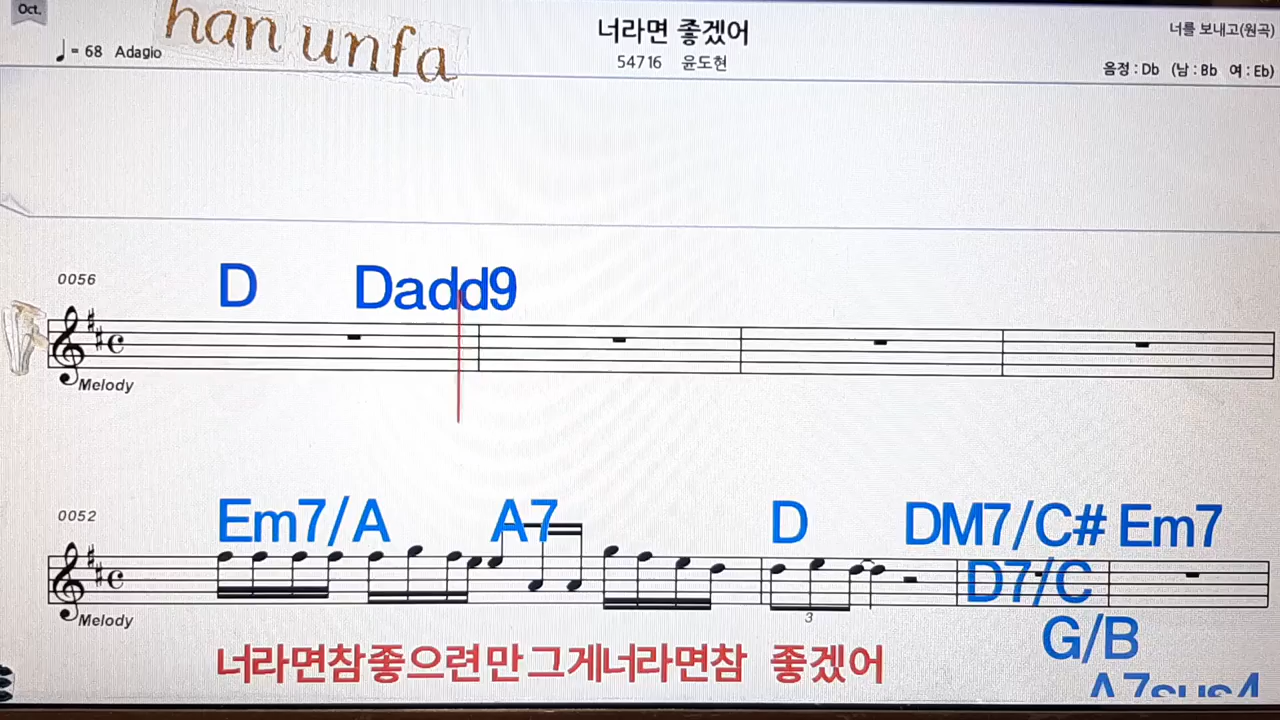 Oct.
han unfa
너라면 좋겠어
너를 보내고(원곡)
♩= 68 Adagio
54716 윤도현
음정 : Db (남 : Bb 여 : Eb)
0056
D Dadd9
Melody
0052
Em7/A A7 D DM7/C# Em7
D7/C
G/B
A7sus4
Melody
3
너라면참좋으련만그게너라면참 좋겠어